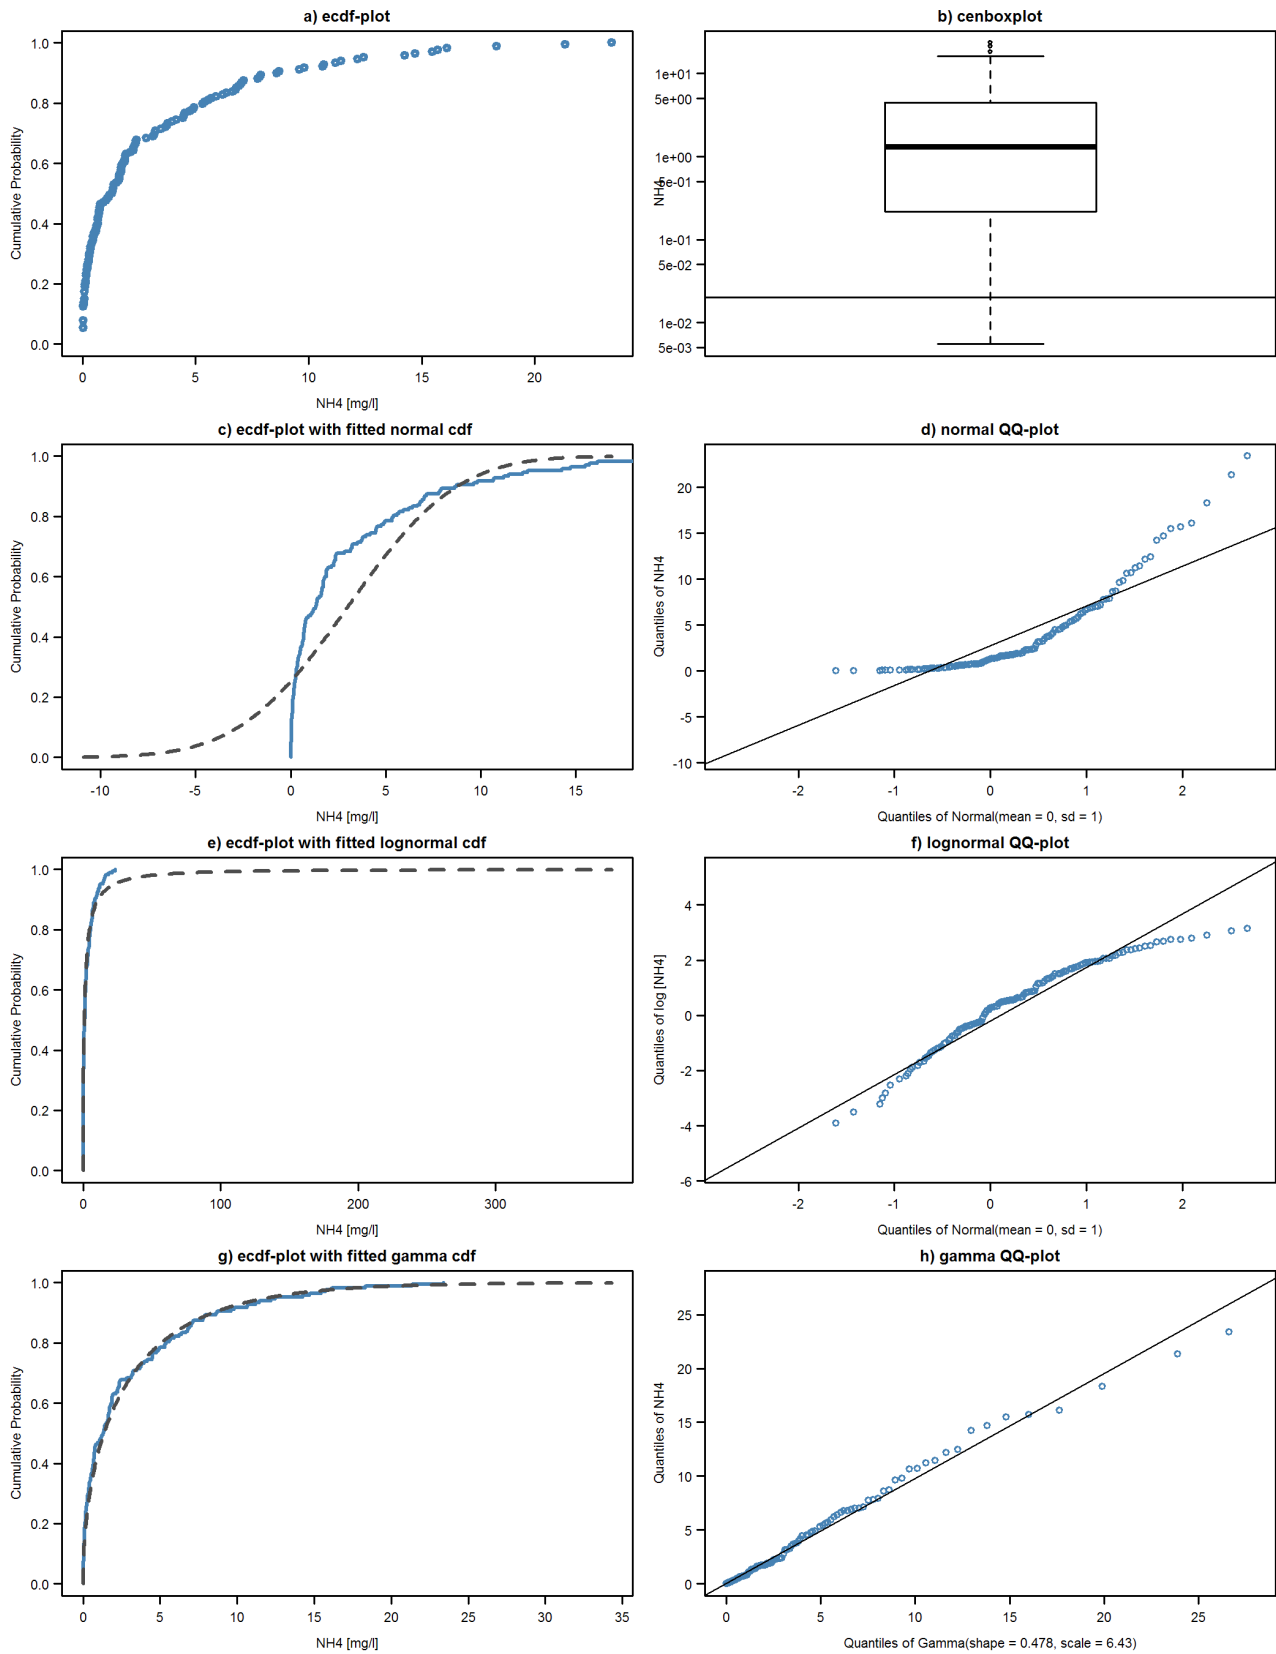 a) ecdf-plot
1.0
0.8
0.6
0.4
0.2
0.0
Cumulative Probability
0 5 10 15 20
NH4 [mg/l]
b) cenboxplot
1e+01
5e+00
1e+00
5e-01
1e-01
5e-02
1e-02
5e-03
NH4
c) ecdf-plot with fitted normal cdf
1.0
0.8
0.6
0.4
0.2
0.0
Cumulative Probability
-10 -5 0 5 10 15
NH4 [mg/l]
d) normal QQ-plot
20
15
10
5
0
-5
-10
Quantiles of NH4
-2 -1 0 1 2
Quantiles of Normal(mean = 0, sd = 1)
e) ecdf-plot with fitted lognormal cdf
1.0
0.8
0.6
0.4
0.2
0.0
Cumulative Probability
0 100 200 300
NH4 [mg/l]
f) lognormal QQ-plot
4
2
0
-2
-4
-6
Quantiles of log [NH4]
-2 -1 0 1 2
Quantiles of Normal(mean = 0, sd = 1)
g) ecdf-plot with fitted gamma cdf
1.0
0.8
0.6
0.4
0.2
0.0
Cumulative Probability
0 5 10 15 20 25 30 35
NH4 [mg/l]
h) gamma QQ-plot
25
20
15
10
5
0
Quantiles of NH4
0 5 10 15 20 25
Quantiles of Gamma(shape = 0.478, scale = 6.43)